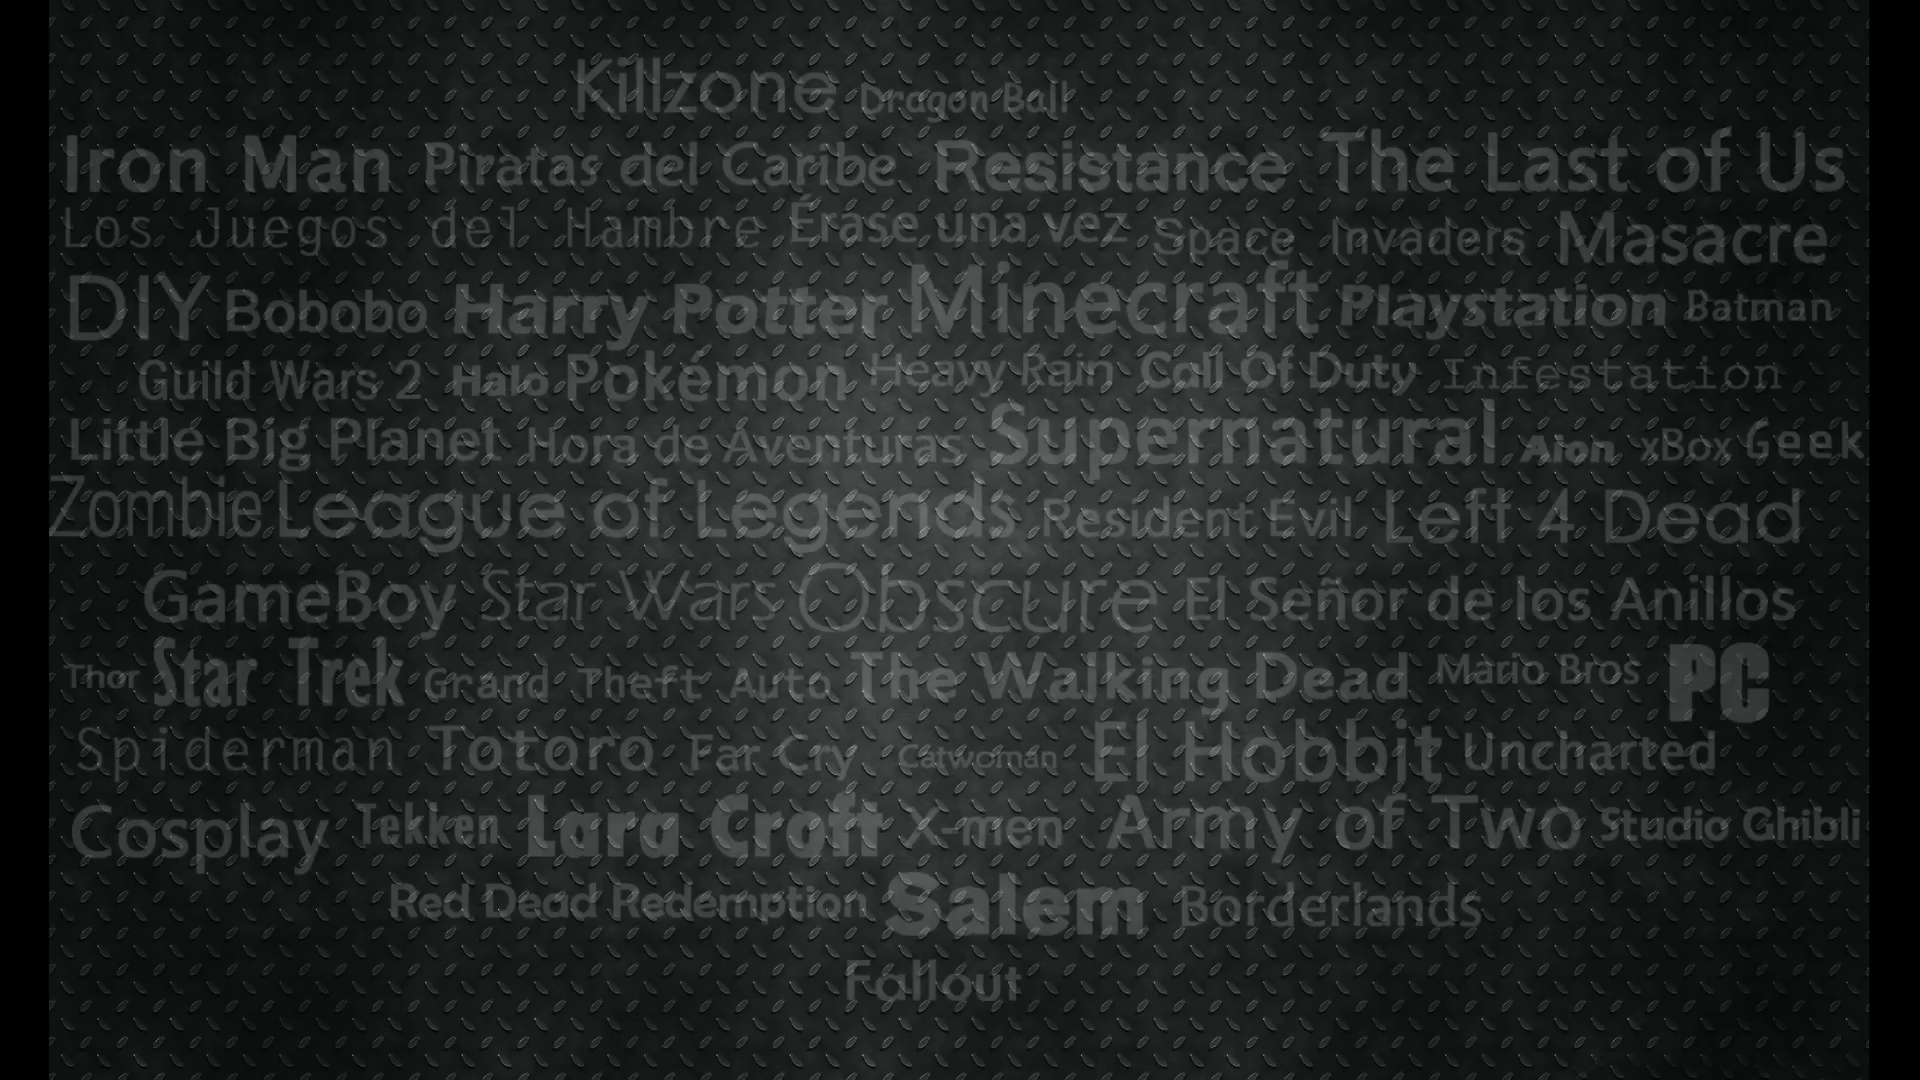 Killzone Dragon Ball
Iron Man Piratas del Caribe Resistance The Last of Us
Los Juegos del Hambre Érase una vez Space Invaders Masacre
DIY Bobobo Harry Potter Minecraft Playstation Batman
Guild Wars 2 Halo Pokémon Heavy Rain Call Of Duty Infestation
Little Big Planet Hora de Aventuras Supernatural Aion xBox Geek
Zombie League of Legends Resident Evil Left 4 Dead
GameBoy Star Wars Obscure El Señor de los Anillos
Thor Star Trek Grand Theft Auto The Walking Dead Mario Bros PC
Spiderman Totoro Far Cry Catwoman El Hobbit Uncharted
Cosplay Tekken Lara Croft X-men Army of Two Studio Ghibli
Red Dead Redemption Salem Borderlands
Fallout